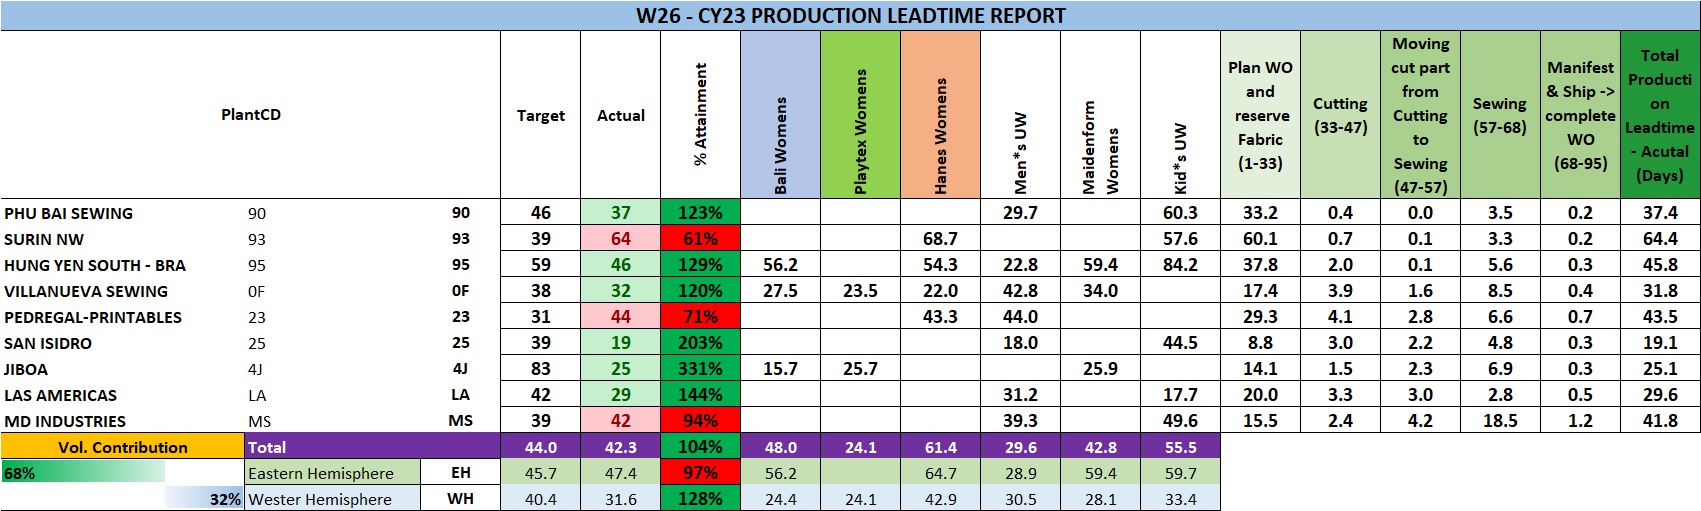 W26 - CY23 PRODUCTION LEADTIME REPORT
PlantCD Target Actual % Attainment Bali Womens Playtex Womens Hanes Womens Men*s UW Maidenform Womens Kid*s UW Plan WO and reserve Fabric (1-33) Cutting (33-47) Moving cut part from Cutting to Sewing (47-57) Sewing (57-68) Manifest & Ship -> complete WO (68-95) Total Producti on Leadtime - Acutal (Days)
PHU BAI SEWING 90 90 46 37 123% 29.7 60.3 33.2 0.4 0.0 3.5 0.2 37.4
SURIN NW 93 93 39 64 61% 68.7 57.6 60.1 0.7 0.1 3.3 0.2 64.4
HUNG YEN SOUTH - BRA 95 95 59 46 129% 56.2 54.3 22.8 59.4 84.2 37.8 2.0 0.1 5.6 0.3 45.8
VILLANUEVA SEWING 0F 0F 38 32 120% 27.5 23.5 22.0 42.8 34.0 17.4 3.9 1.6 8.5 0.4 31.8
PEDREGAL-PRINTABLES 23 23 31 44 71% 43.3 44.0 29.3 4.1 2.8 6.6 0.7 43.5
SAN ISIDRO 25 25 39 19 203% 18.0 44.5 8.8 3.0 2.2 4.8 0.3 19.1
JIBOA 4J 4J 83 25 331% 15.7 25.7 25.9 14.1 1.5 2.3 6.9 0.3 25.1
LAS AMERICAS LA LA 42 29 144% 31.2 17.7 20.0 3.3 3.0 2.8 0.5 29.6
MD INDUSTRIES MS MS 39 42 94% 39.3 49.6 15.5 2.4 4.2 18.5 1.2 41.8
Vol. Contribution Total 44.0 42.3 104% 48.0 24.1 61.4 29.6 42.8 55.5
68% Eastern Hemisphere EH 45.7 47.4 97% 56.2 64.7 28.9 59.4 59.7
32% Wester Hemisphere WH 40.4 31.6 128% 24.4 24.1 42.9 30.5 28.1 33.4